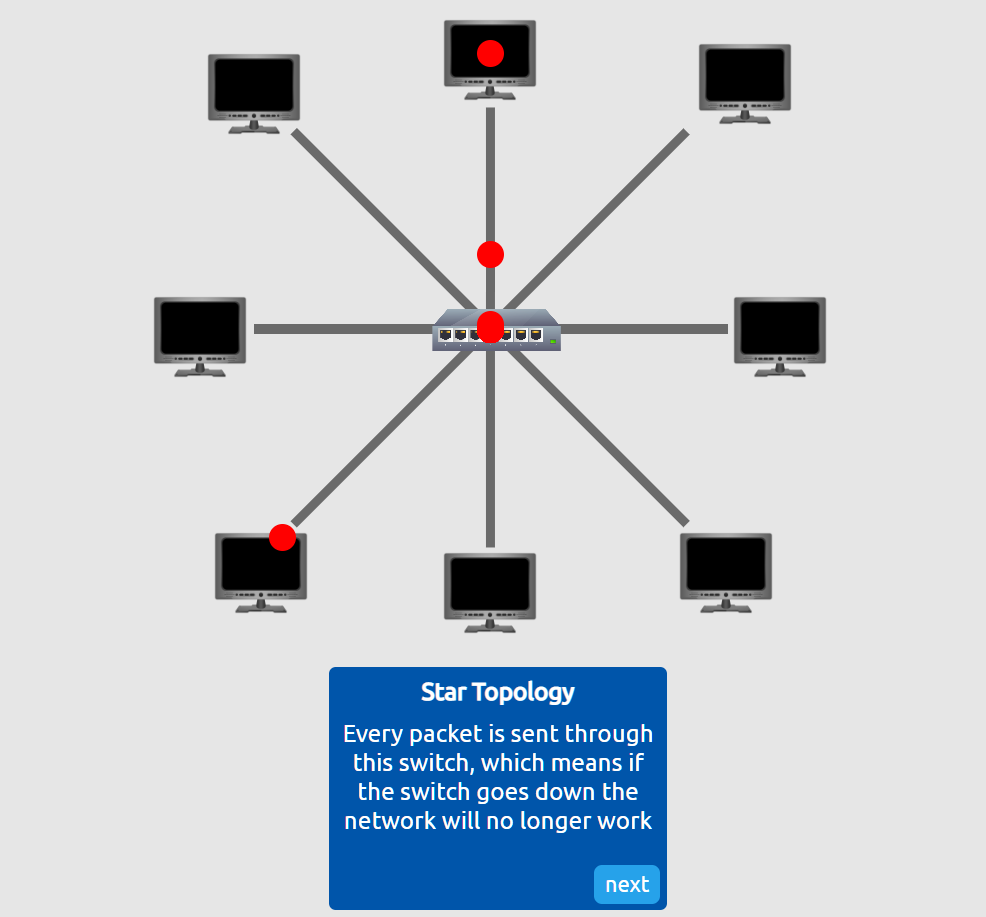 Star Topology
Every packet is sent through
this switch, which means if
the switch goes down the
network will no longer work
next